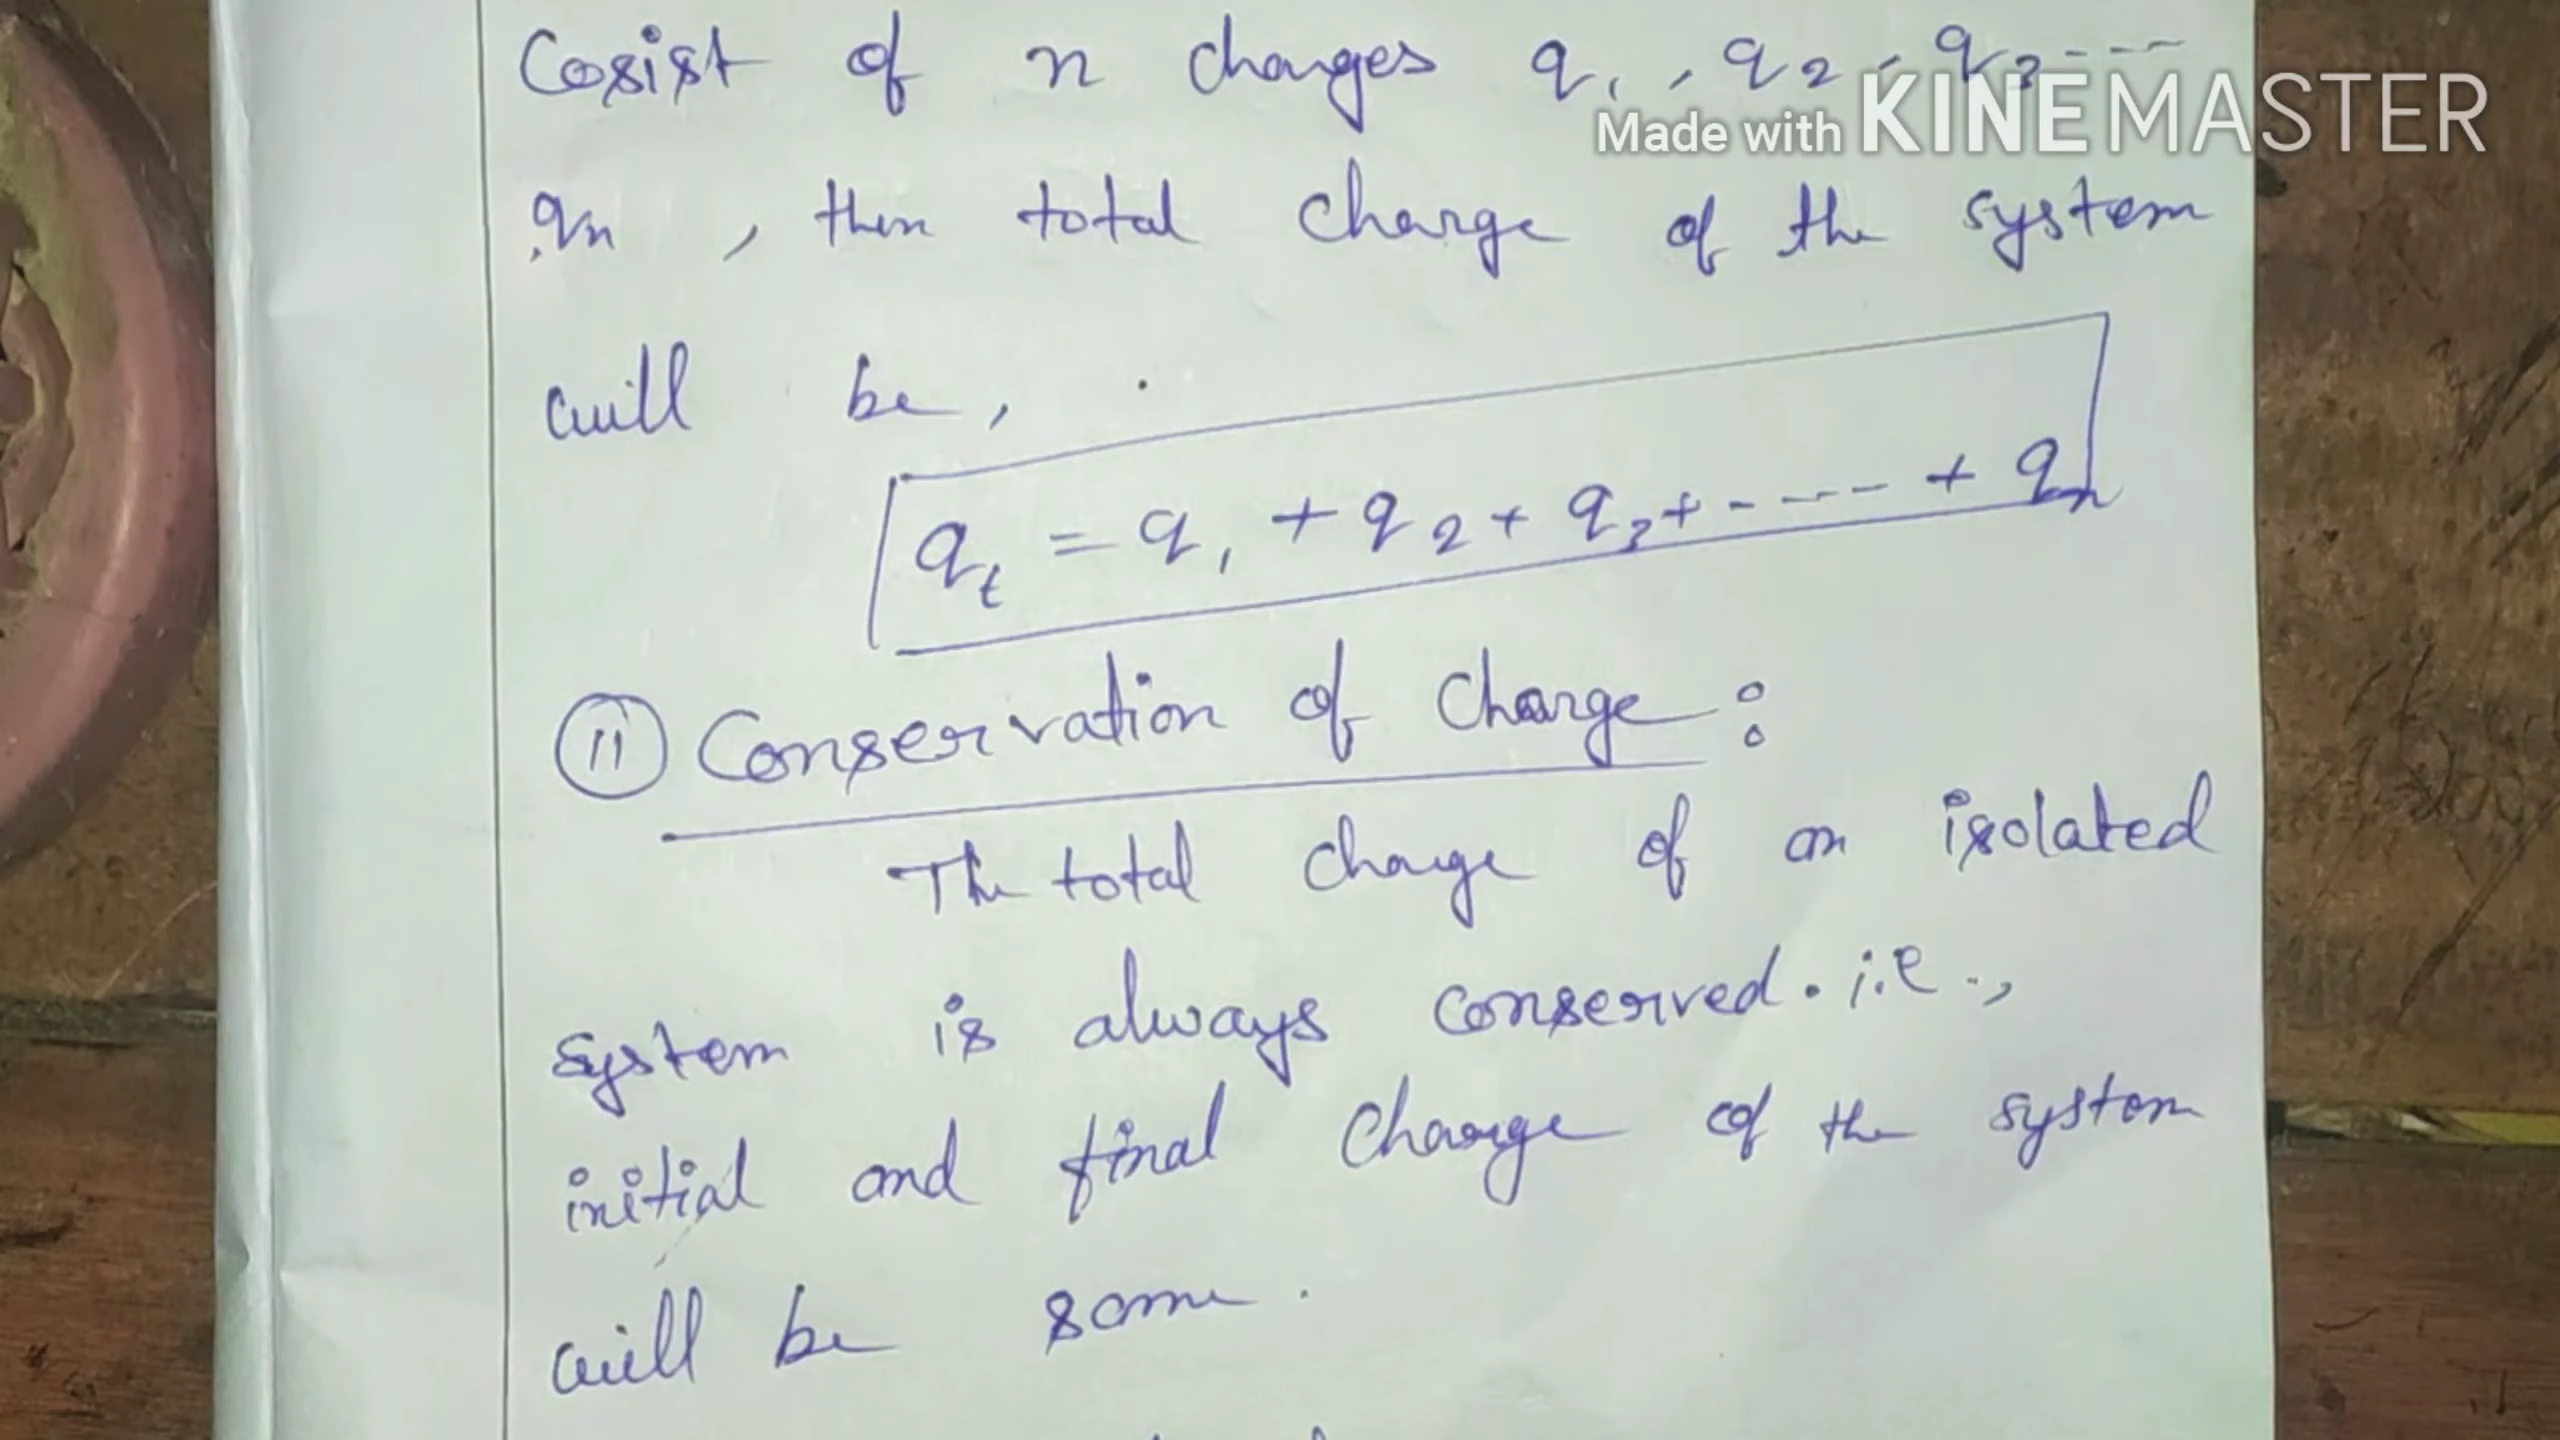 Cosist of n charges q1, q2, q3 ---
Made with KINEMASTER
qn, then total charge of the system
will be,
qt = q1 + q2 + q3 + ---- + qn
(ii) Conservation of Charge:
The total charge of an isolated
system is always conserved. i.e.,
initial and final charge of the system
will be same.